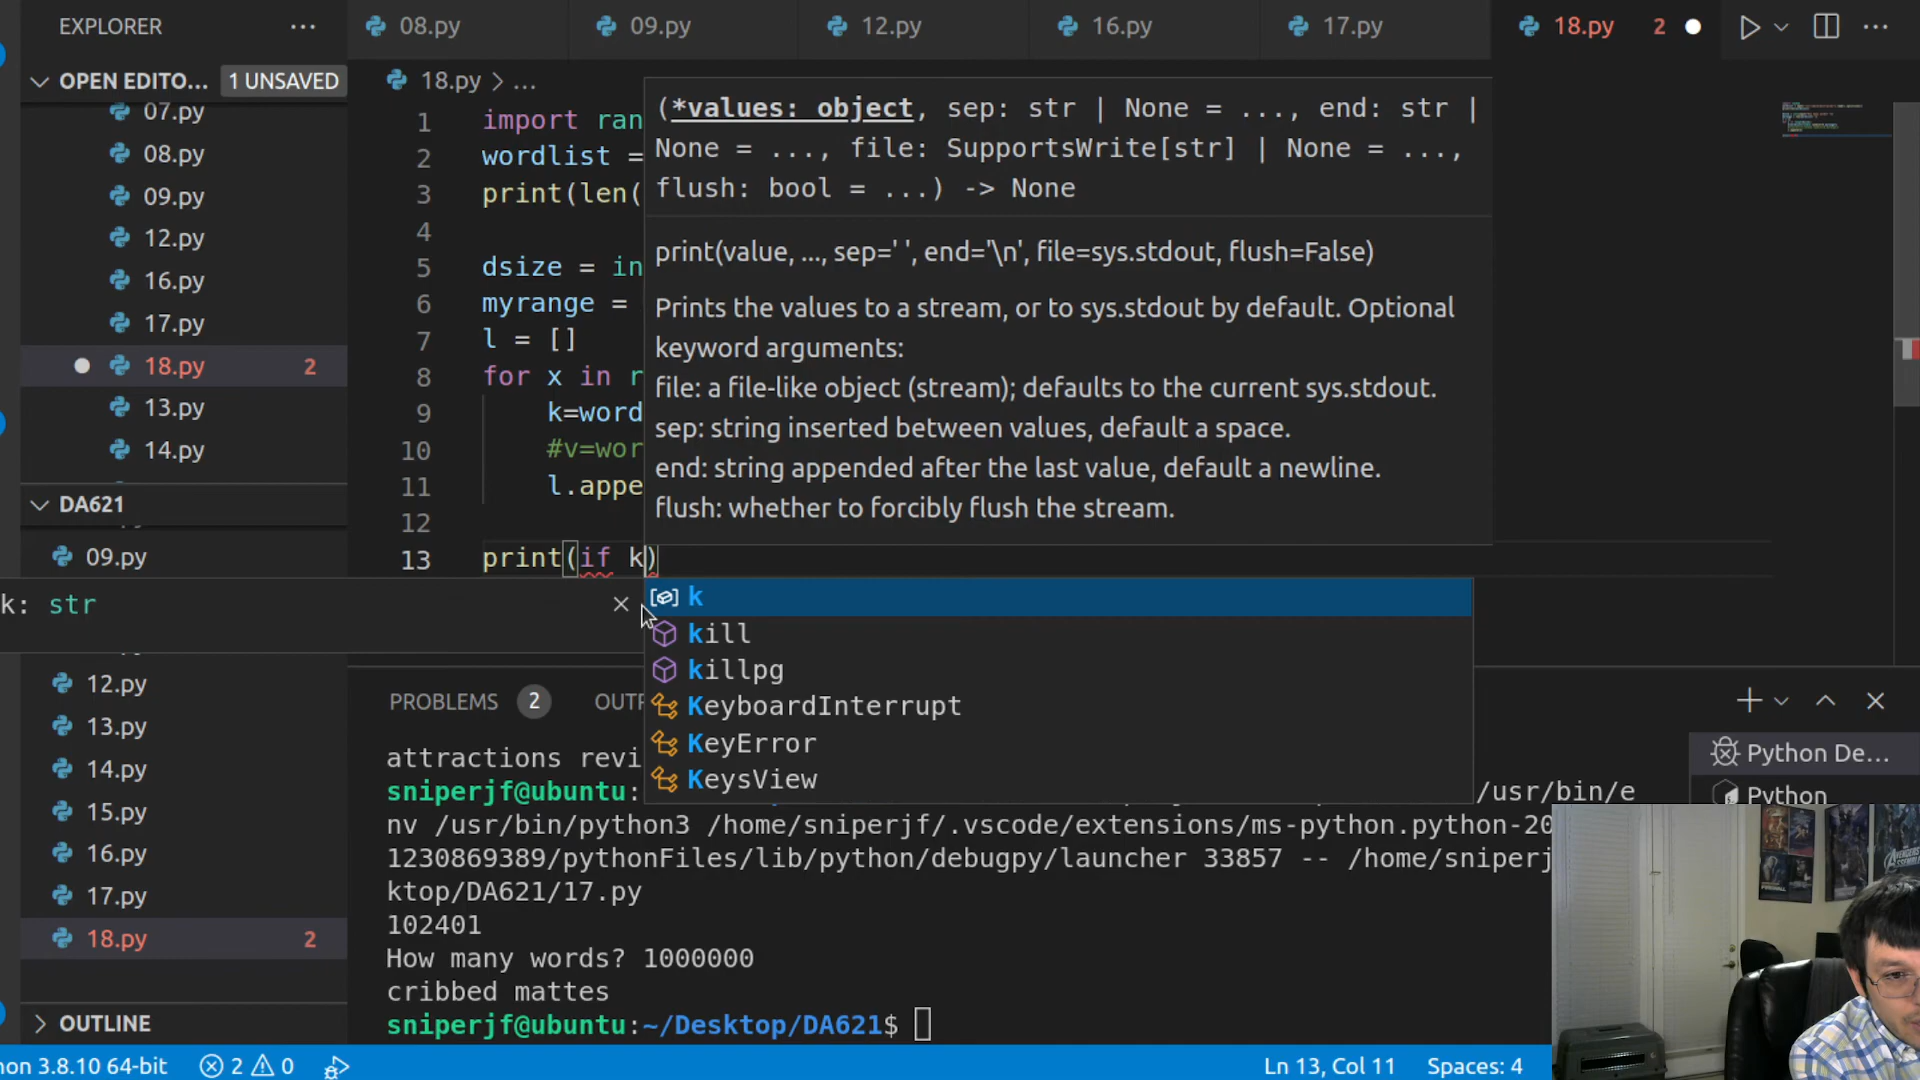 EXPLORER
08.py
09.py
12.py
16.py
17.py
18.py 2
OPEN EDITO... 1 UNSAVED
07.py
08.py
09.py
12.py
16.py
17.py
18.py 2
13.py
14.py
DA621
09.py
12.py
13.py
14.py
15.py
16.py
17.py
18.py 2
OUTLINE
18.py > ...
1 import ran
2 wordlist =
3 print(len(
4
5 dsize = in
6 myrange =
7 l = []
8 for x in r
9 k=word
10 #v=wor
11 l.appe
12
13 print(if k)
(*values: object, sep: str | None = ..., end: str |
None = ..., file: SupportsWrite[str] | None = ...,
flush: bool = ...) -> None
print(value, ..., sep=' ', end='\n', file=sys.stdout, flush=False)
Prints the values to a stream, or to sys.stdout by default. Optional
keyword arguments:
file: a file-like object (stream); defaults to the current sys.stdout.
sep: string inserted between values, default a space.
end: string appended after the last value, default a newline.
flush: whether to forcibly flush the stream.
k: str
k
kill
killpg
KeyboardInterrupt
KeyError
KeysView
PROBLEMS 2 OUT
attractions revi
sniperjf@ubuntu: /usr/bin/e
nv /usr/bin/python3 /home/sniperjf/.vscode/extensions/ms-python.python-20
1230869389/pythonFiles/lib/python/debugpy/launcher 33857 -- /home/sniperj
ktop/DA621/17.py
102401
How many words? 1000000
cribbed mattes
sniperjf@ubuntu:~/Desktop/DA621$
Python De...
Python
AVENGERS
hon 3.8.10 64-bit 2 0 Ln 13, Col 11 Spaces: 4